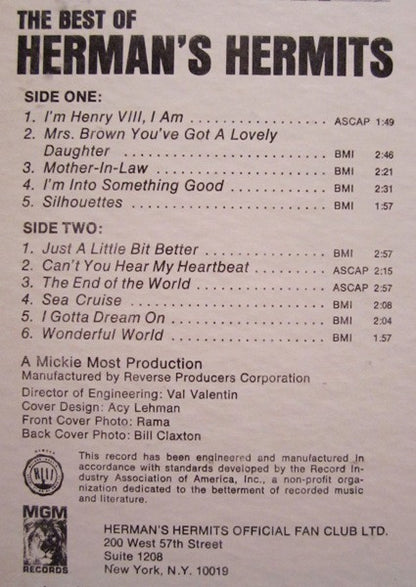 THE BEST OF
HERMAN'S HERMITS
SIDE ONE:
1. I'm Henry VIII, I Am ................ ASCAP 1:49
2. Mrs. Brown You've Got A Lovely
Daughter ........................ BMI 2:46
3. Mother-In-Law ..................... BMI 2:21
4. I'm Into Something Good ........... BMI 2:31
5. Silhouettes ........................ BMI 1:57
SIDE TWO:
1. Just A Little Bit Better .............. BMI 2:57
2. Can't You Hear My Heartbeat ........ ASCAP 2:15
3. The End of the World ............... ASCAP 2:57
4. Sea Cruise ........................ BMI 2:08
5. I Gotta Dream On .................. BMI 2:04
6. Wonderful World ................... BMI 1:57
A Mickie Most Production
Manufactured by Reverse Producers Corporation
Director of Engineering: Val Valentin
Cover Design: Acy Lehman
Front Cover Photo: Rama
Back Cover Photo: Bill Claxton
This record has been engineered and manufactured in
accordance with standards developed by the Record In-
dustry Association of America, Inc., a non-profit orga-
nization dedicated to the betterment of recorded music
and literature.
MGM
RECORDS
HERMAN'S HERMITS OFFICIAL FAN CLUB LTD.
200 West 57th Street
Suite 1208
New York, N.Y. 10019